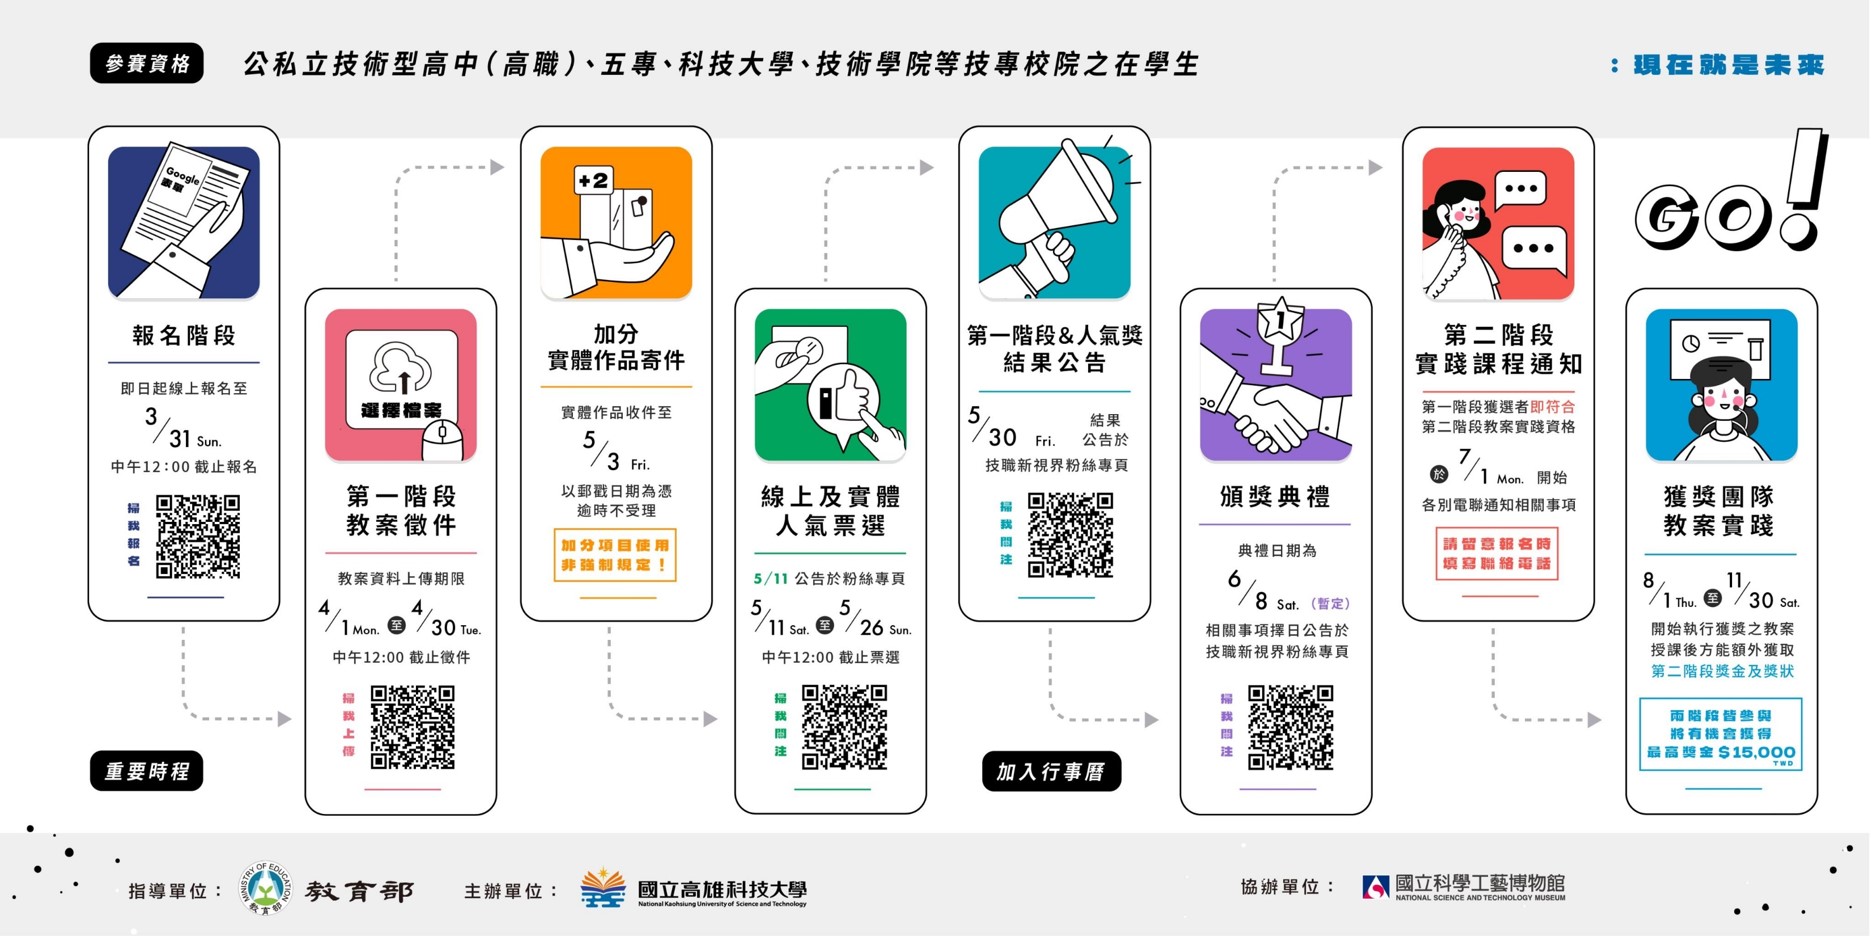 參賽資格
公私立技術型高中(高職)、五專、科技大學、技術學院等技專校院之在學生
：現在就是未來
GO!
Google
表單
報名階段
即日起線上報名至
3/31 Sun.
中午12:00 截止報名
掃我報名
選擇檔案
第一階段
教案徵件
教案資料上傳期限
4/1 Mon. 至 4/30 Tue.
中午12:00 截止徵件
掃我上傳
+2
加分
實體作品寄件
實體作品收件至
5/3 Fri.
以郵戳日期為憑
逾時不受理
加分項目使用
非強制規定！
線上及實體
人氣票選
5/11 公告於粉絲專頁
5/11 Sat. 至 5/26 Sun.
中午12:00 截止票選
掃我關注
第一階段&人氣獎
結果公告
5/30 Fri.
結果
公告於
技職新視界粉絲專頁
掃我關注
1
頒獎典禮
典禮日期為
6/8 Sat.（暫定）
相關事項擇日公告於
技職新視界粉絲專頁
掃我關注
第二階段
實踐課程通知
第一階段獲選者即符合
第二階段教案實踐資格
於 7/1 Mon. 開始
各別電聯通知相關事項
請留意報名時
填寫聯絡電話
獲獎團隊
教案實踐
8/1 Thu. 至 11/30 Sat.
開始執行獲獎之教案
授課後方能額外獲取
第二階段獎金及獎狀
兩階段皆參與
將有機會獲得
最高獎金$15,000
TWD
重要時程
加入行事曆
指導單位：
MINISTRY OF EDUCATION
教育部
教育部
主辦單位：
國立高雄科技大學
National Kaohsiung University of Science and Technology
協辦單位：
國立科學工藝博物館
NATIONAL SCIENCE AND TECHNOLOGY MUSEUM